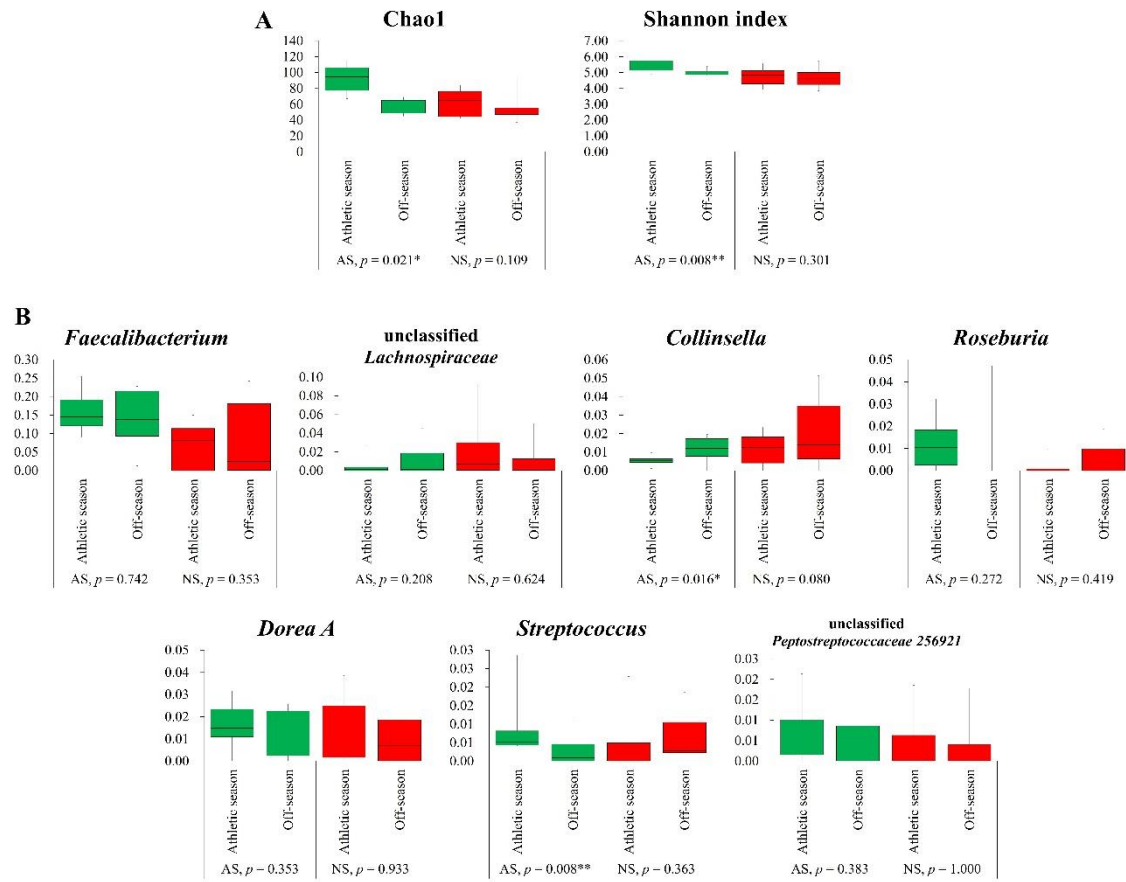 A
Chao1
Shannon index
140
120
100
80
60
40
20
0
7.00
6.00
5.00
4.00
3.00
2.00
1.00
0.00
Athletic season
Off-season
Athletic season
Off-season
Athletic season
Off-season
Athletic season
Off-season
AS, p = 0.021*
NS, p = 0.109
AS, p = 0.008**
NS, p = 0.301
B
Faecalibacterium
unclassified
Lachnospiraceae
Collinsella
Roseburia
0.30
0.25
0.20
0.15
0.10
0.05
0.00
0.10
0.08
0.06
0.04
0.02
0.00
0.06
0.05
0.04
0.03
0.02
0.01
0.00
0.05
0.04
0.03
0.02
0.01
0.00
Athletic season
Off-season
Athletic season
Off-season
Athletic season
Off-season
Athletic season
Off-season
Athletic season
Off-season
Athletic season
Off-season
Athletic season
Off-season
Athletic season
Off-season
AS, p = 0.742
NS, p = 0.353
AS, p = 0.208
NS, p = 0.624
AS, p = 0.016*
NS, p = 0.080
AS, p = 0.272
NS, p = 0.419
Dorea A
Streptococcus
unclassified
Peptostreptococcaceae 256921
0.05
0.04
0.03
0.02
0.01
0.00
0.03
0.02
0.02
0.01
0.01
0.00
0.03
0.02
0.02
0.01
0.01
0.00
Athletic season
Off-season
Athletic season
Off-season
Athletic season
Off-season
Athletic season
Off-season
Athletic season
Off-season
Athletic season
Off-season
AS, p = 0.353
NS, p = 0.933
AS, p = 0.008**
NS, p = 0.363
AS, p = 0.383
NS, p = 1.000